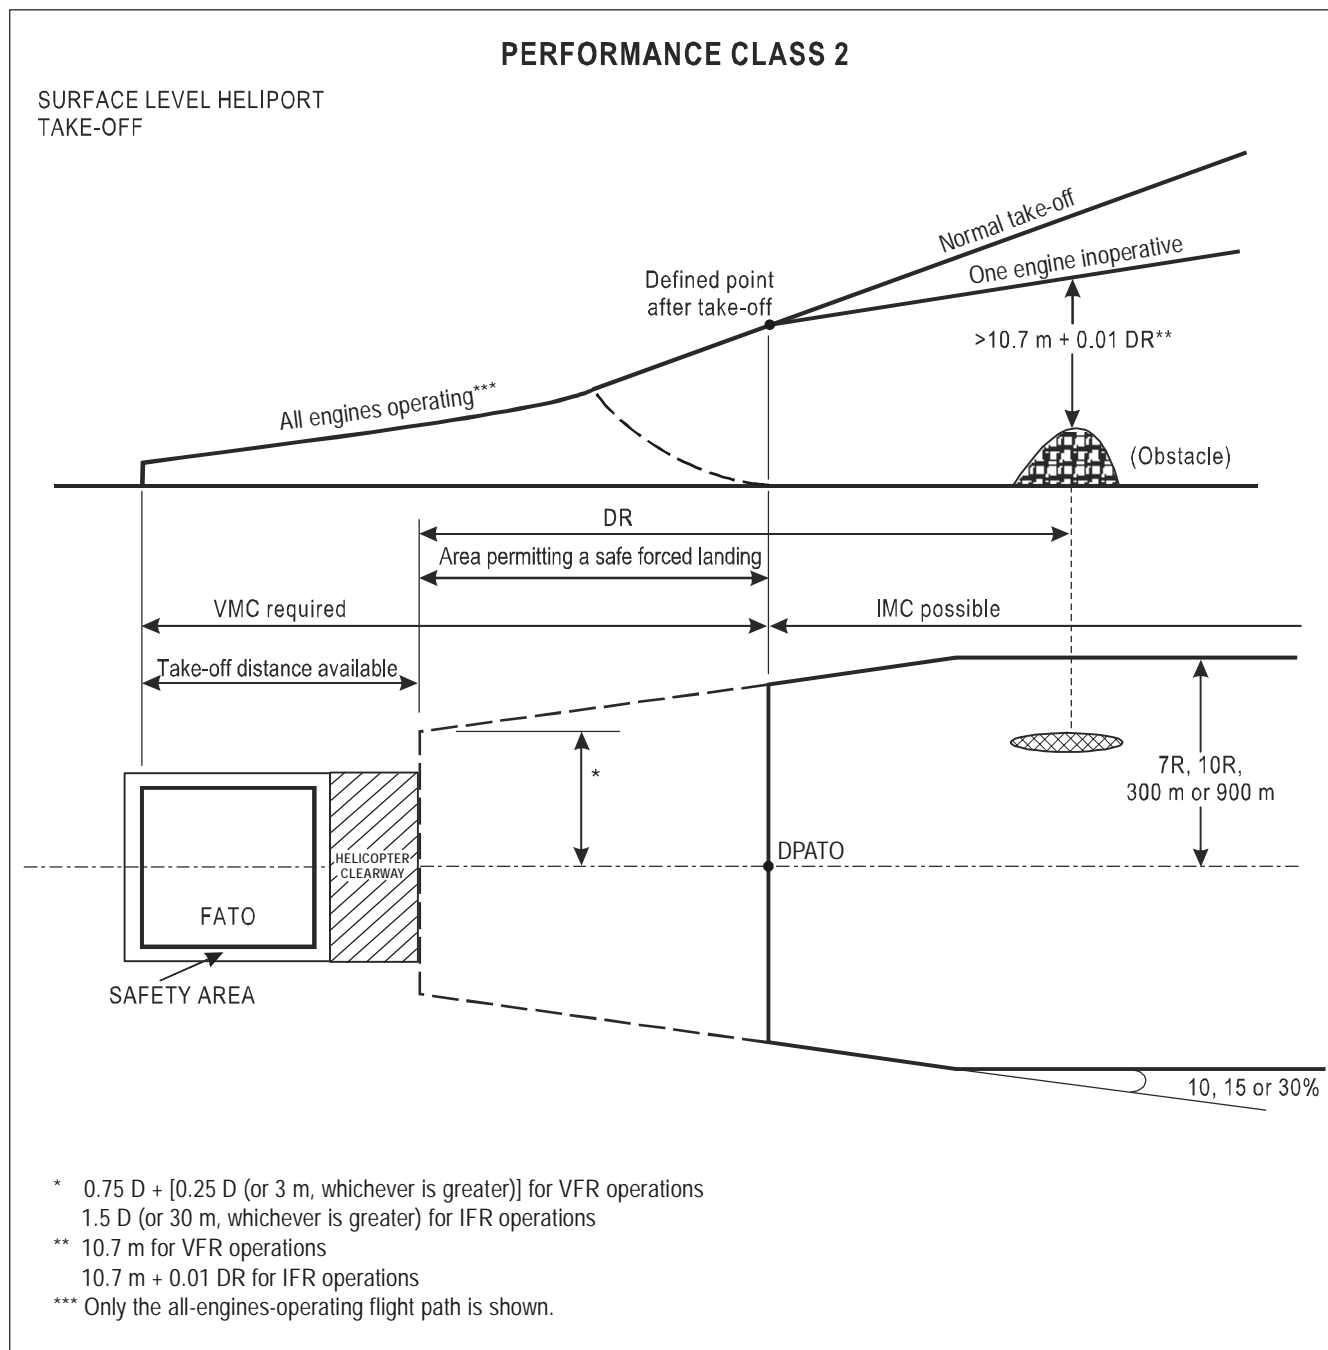 PERFORMANCE CLASS 2
SURFACE LEVEL HELIPORT
TAKE-OFF
Normal take-off
One engine inoperative
Defined point
after take-off
>10.7 m + 0.01 DR**
All engines operating***
(Obstacle)
DR
Area permitting a safe forced landing
VMC required
IMC possible
Take-off distance available
*
7R, 10R,
300 m or 900 m
DPATO
HELICOPTER
CLEARWAY
FATO
SAFETY AREA
10, 15 or 30%
* 0.75 D + [0.25 D (or 3 m, whichever is greater)] for VFR operations
1.5 D (or 30 m, whichever is greater) for IFR operations
** 10.7 m for VFR operations
10.7 m + 0.01 DR for IFR operations
*** Only the all-engines-operating flight path is shown.